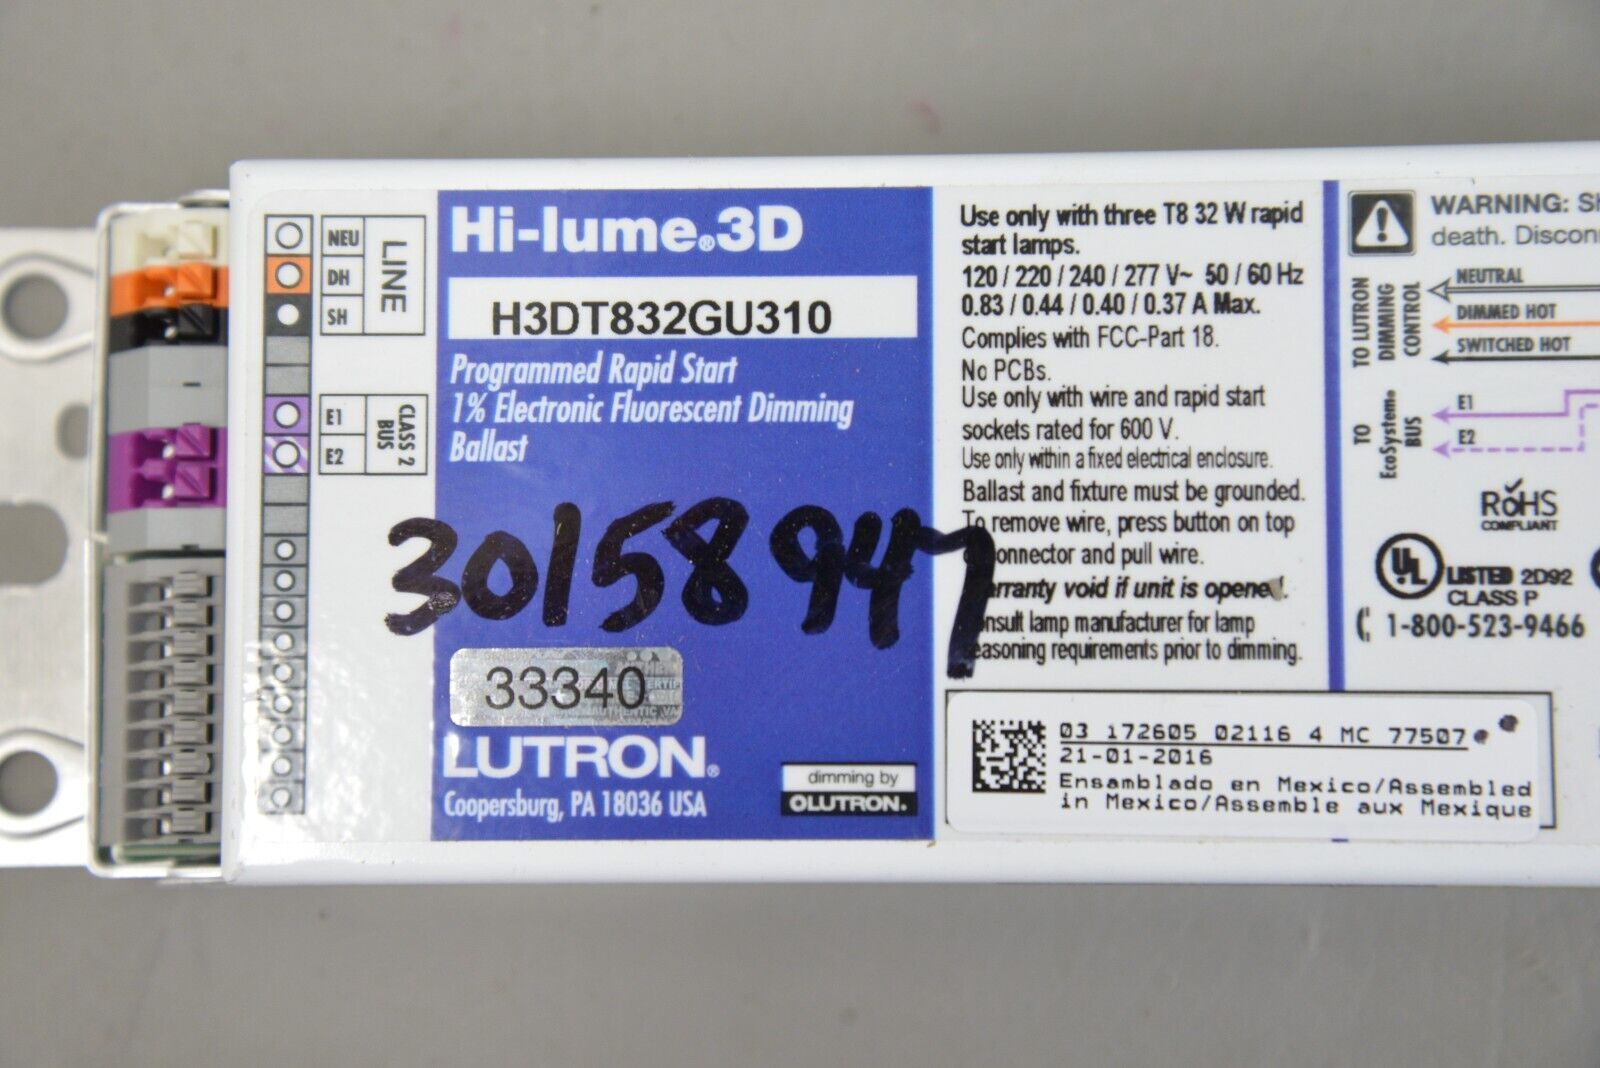 NEU
DH
SH
LINE
E1
E2
CLASS 2
BUS
Hi-lume®3D
H3DT832GU310
Programmed Rapid Start
1% Electronic Fluorescent Dimming
Ballast
30158947
33340
LUTRON®
Coopersburg, PA 18036 USA
dimming by
LUTRON®
Use only with three T8 32 W rapid
start lamps.
120 / 220 / 240 / 277 V~ 50 / 60 Hz
0.83 / 0.44 / 0.40 / 0.37 A Max.
Complies with FCC-Part 18.
No PCBs.
Use only with wire and rapid start
sockets rated for 600 V.
Use only within a fixed electrical enclosure.
Ballast and fixture must be grounded.
To remove wire, press button on top
connector and pull wire.
void if unit is
lamp manufacturer for lamp
requirements prior to dimming.
WARNING:
death.
TO LUTRON
DIMMING
CONTROL
NEUTRAL
DIMMED HOT
SWITCHED HOT
TO
EcoSystem®
BUS
E1
E2
RoHS
COMPLIANT
UL
LISTED 2D92
CLASS P
1-800-523-9466
03 172605 02116 4 MC 77507
21-01-2016
Ensamblado en Mexico/Assembled
in Mexico/Assemble aux Mexique